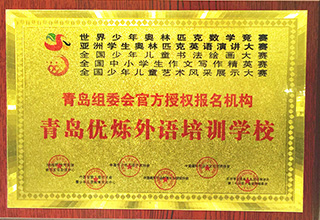 世界少年奥林匹克数学竞赛
亚洲学生奥林匹克英语演讲大赛
全国少年儿童书法绘画大赛
全国中小学生作文写作精英赛
全国少年儿童艺术风采展示大赛
青岛组委会官方授权报名机构
青岛优烁外语培训学校